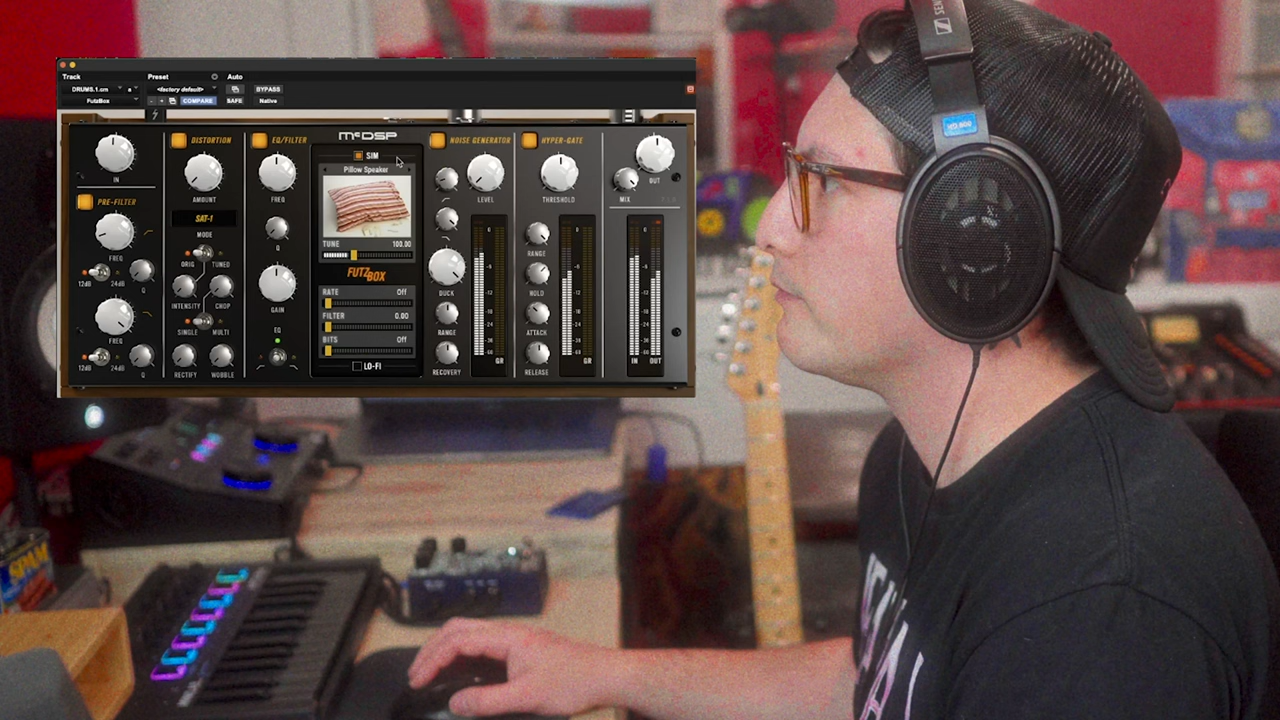 Track Preset Auto
DRUMS.1.cm <factory default> BYPASS
FutzBox COMPARE SAFE Native
McDSP
DISTORTION EQ/FILTER NOISE GENERATOR HYPER-GATE
SIM
Pillow Speaker
IN AMOUNT FREQ LEVEL THRESHOLD MIX OUT
PRE-FILTER
SAT-1
MODE
FREQ Q
ORIG TUNED
TUNE 100.00
FUTZBOX
12dB 24dB Q
INTENSITY CHOP
GAIN
DUCK
RANGE
HOLD
RATE Off
FILTER 0.00
BITS Off
SINGLE MULTI
FREQ
EQ
RANGE
ATTACK
12dB 24dB Q
RECTIFY WOBBLE
LO-FI
RECOVERY
GR
RELEASE
GR
IN OUT
HD 600
SPAM